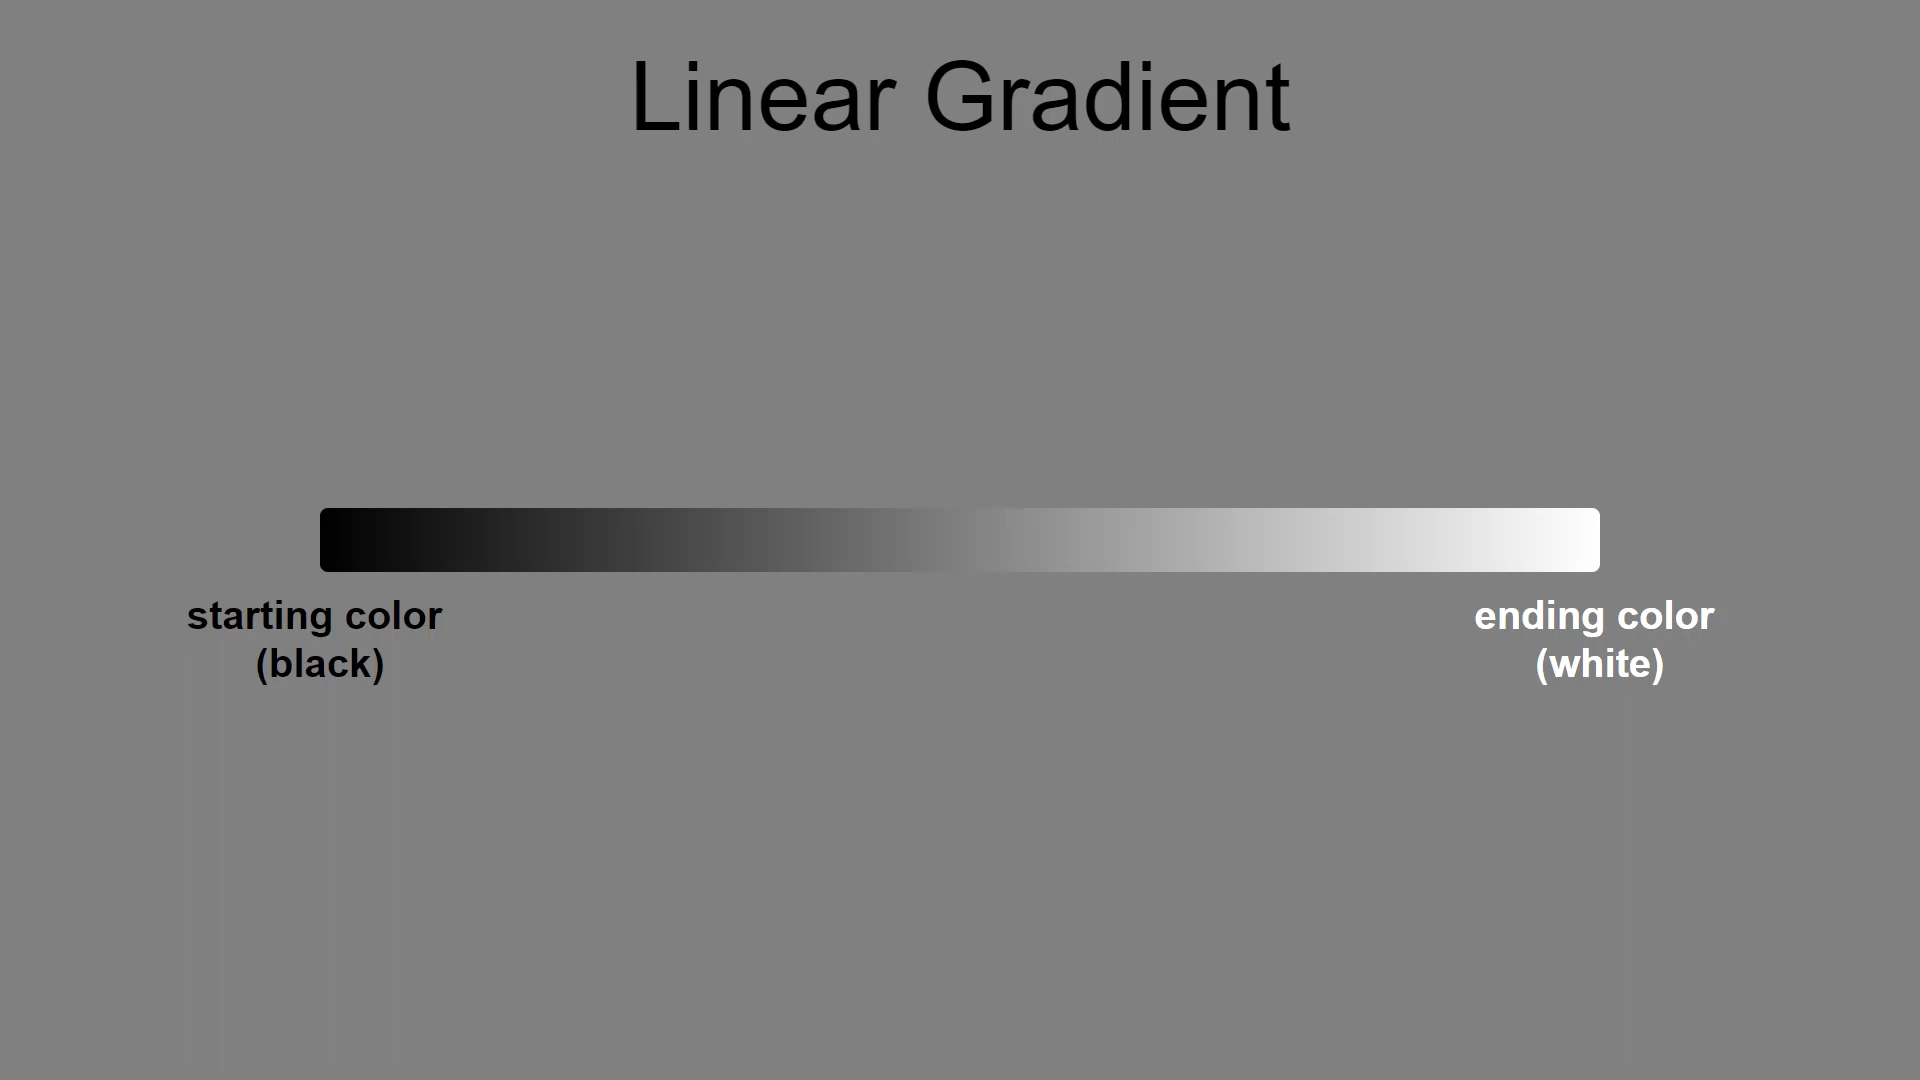 Linear Gradient
starting color
(black)
ending color
(white)